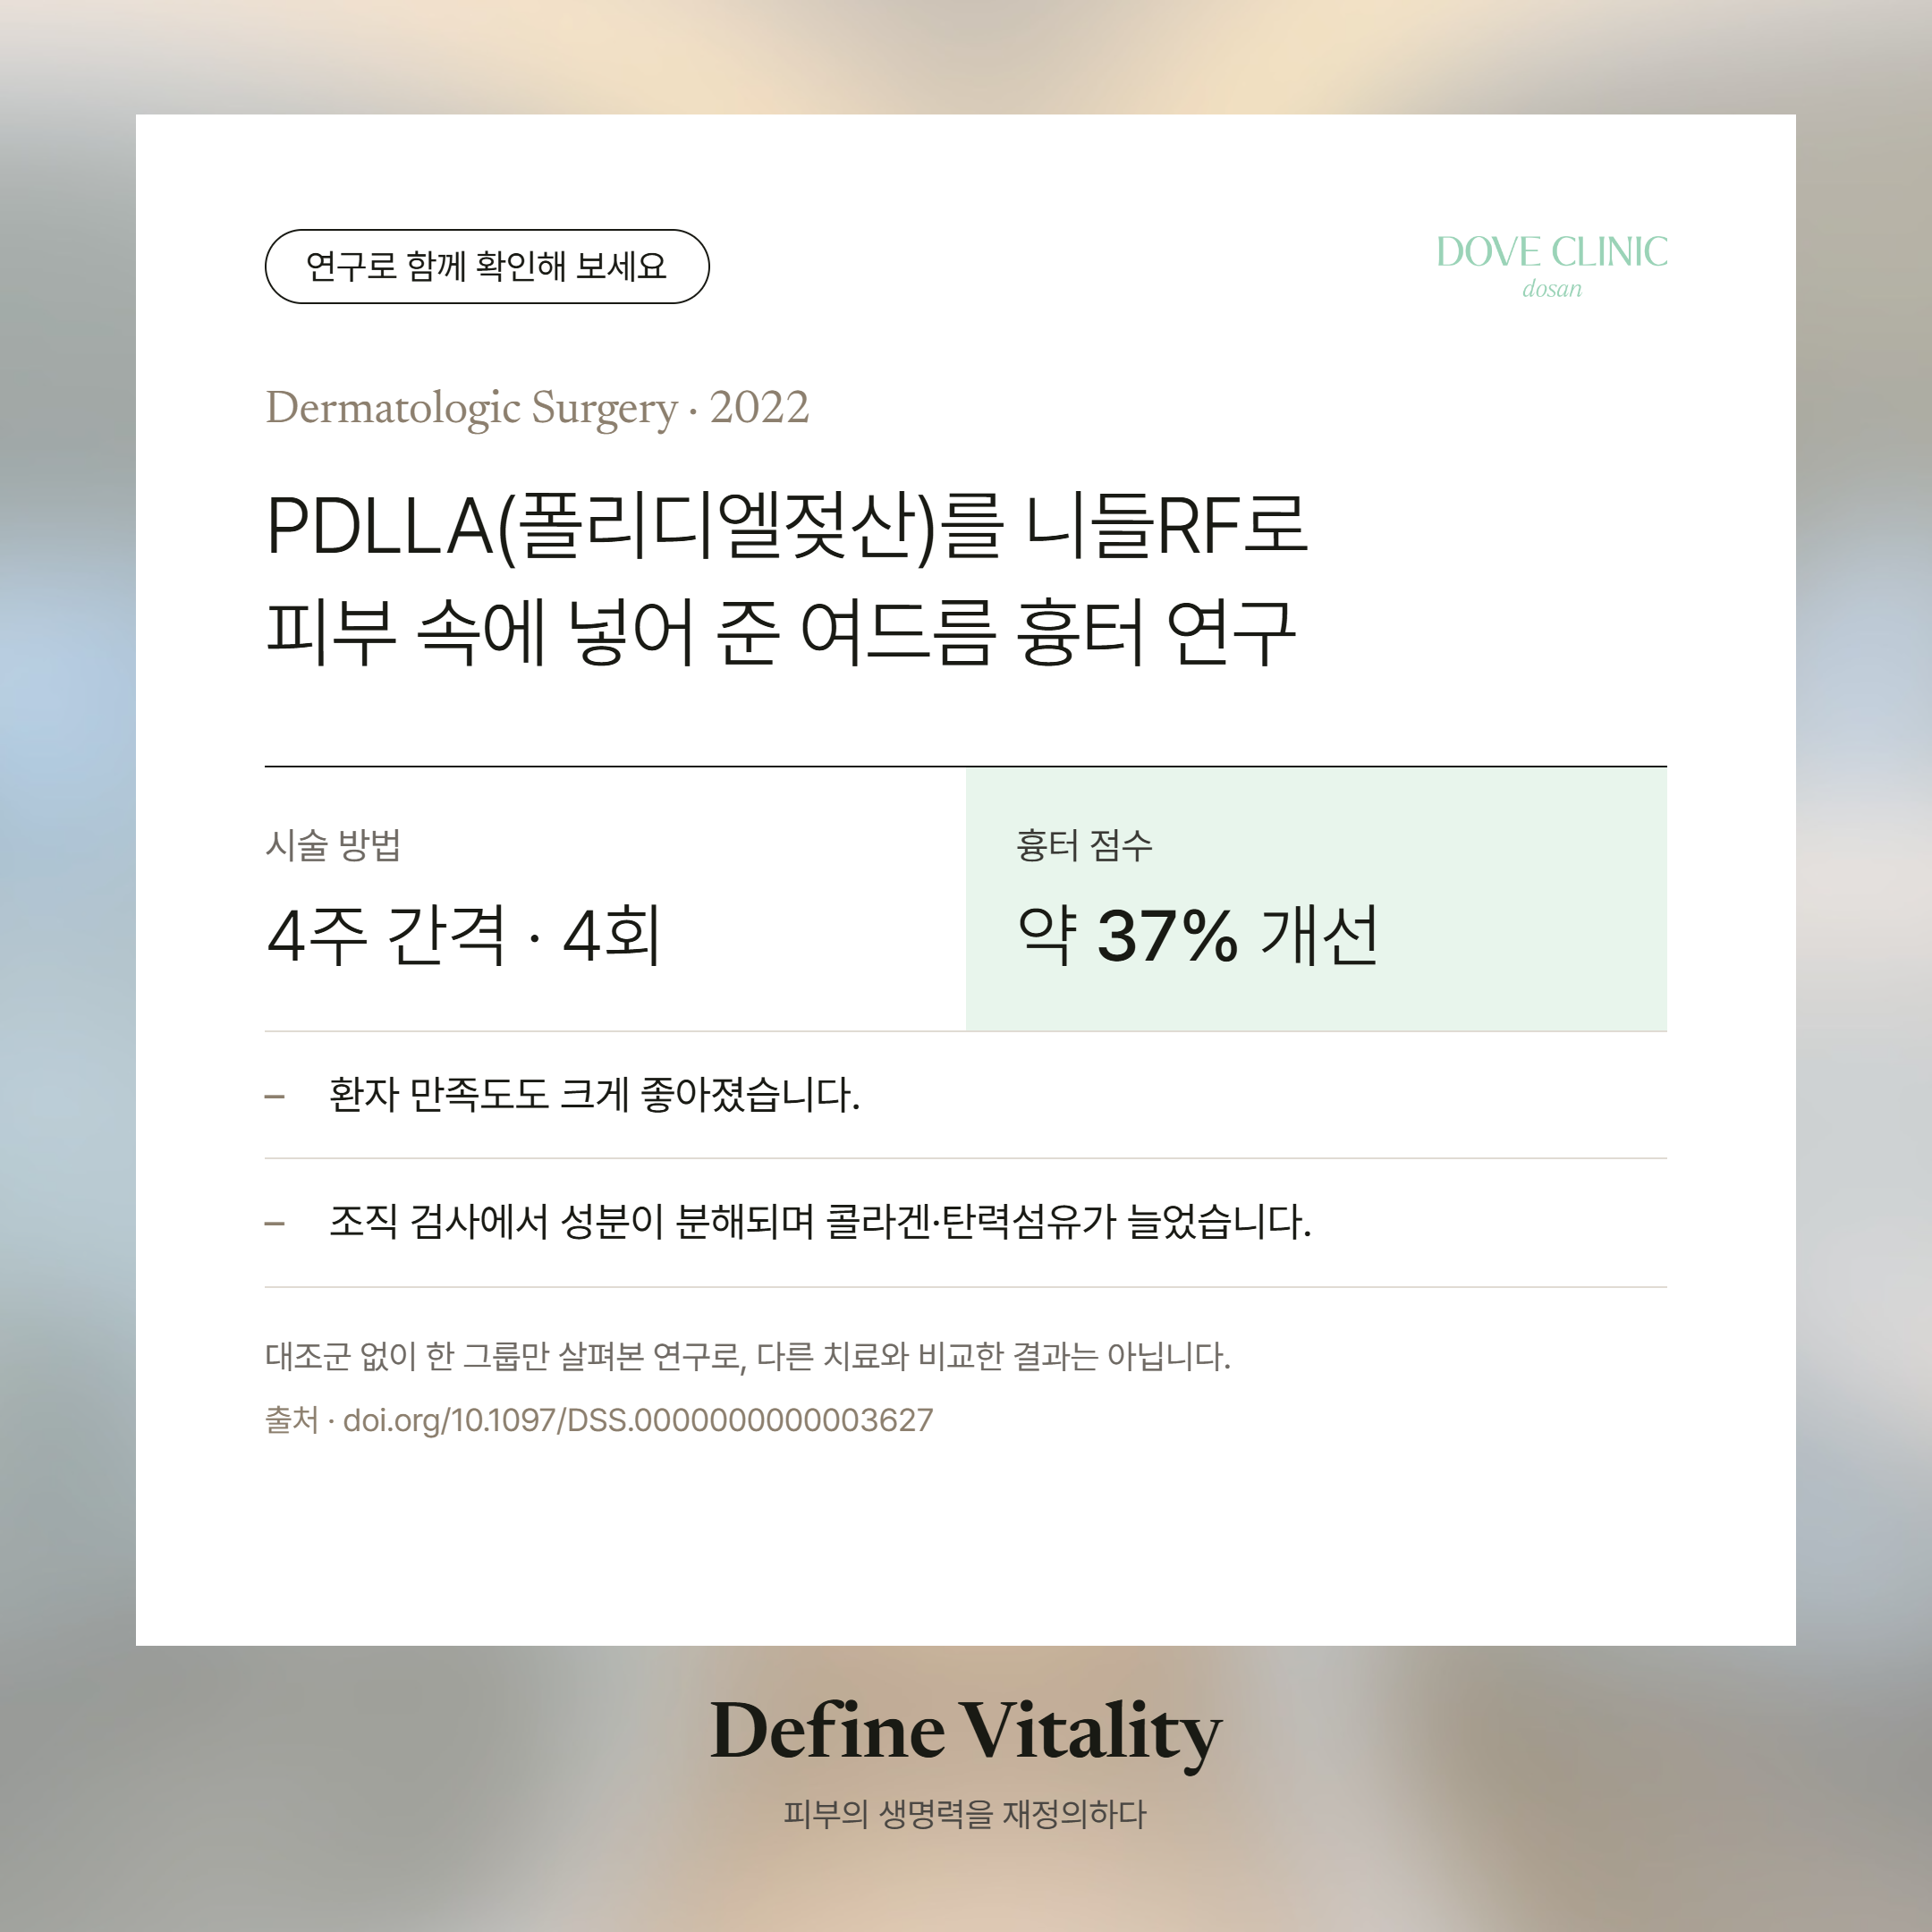 연구로 함께 확인해 보세요
DOVE CLINIC
dosan
Dermatologic Surgery · 2022
PDLLA(폴리디엘젖산)를 니들RF로
피부 속에 넣어 준 여드름 흉터 연구
시술 방법
4주 간격 · 4회
흉터 점수
약 37% 개선
– 환자 만족도도 크게 좋아졌습니다.
– 조직 검사에서 성분이 분해되며 콜라겐·탄력섬유가 늘었습니다.
대조군 없이 한 그룹만 살펴본 연구로, 다른 치료와 비교한 결과는 아닙니다.
출처 · doi.org/10.1097/DSS.0000000000003627
Define Vitality
피부의 생명력을 재정의하다